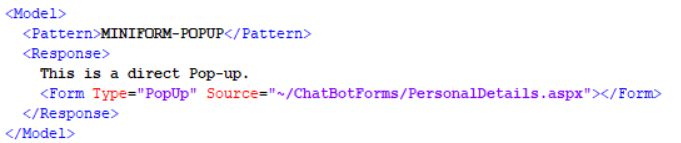 <Model>
<Pattern>MINIFORM-POPUP</Pattern>
<Response>
This is a direct Pop-up.
<Form Type="PopUp" Source="~/ChatBotForms/PersonalDetails.aspx"></Form>
</Response>
</Model>